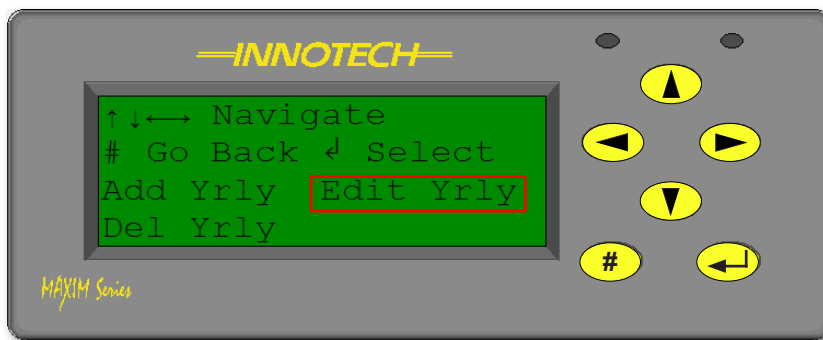 INNOTECH
↑↓←→ Navigate
# Go Back ↲ Select
Add Yrly Edit Yrly
Del Yrly
#
MAXIM Series